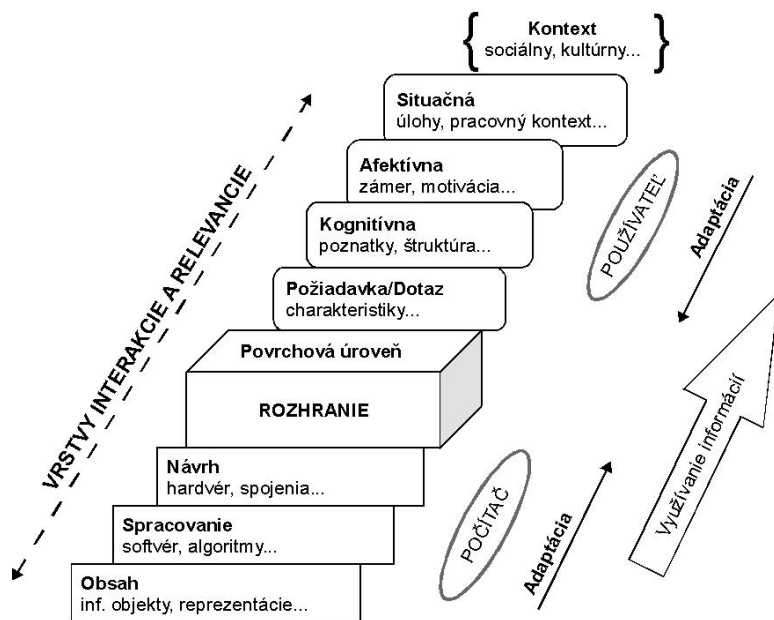 Kontext
sociálny, kultúrny...
Situačná
úlohy, pracovný kontext...
Afektívna
zámer, motivácia...
Kognitívna
poznatky, štruktúra...
Požiadavka/Dotaz
charakteristiky...
Povrchová úroveň
ROZHRANIE
Návrh
hardvér, spojenia...
Spracovanie
softvér, algoritmy...
Obsah
inf. objekty, reprezentácie...
VRSTVY INTERAKCIE A RELEVANCIE
POUŽÍVATEĽ
Adaptácia
POČÍTAČ
Adaptácia
Využívanie informácií